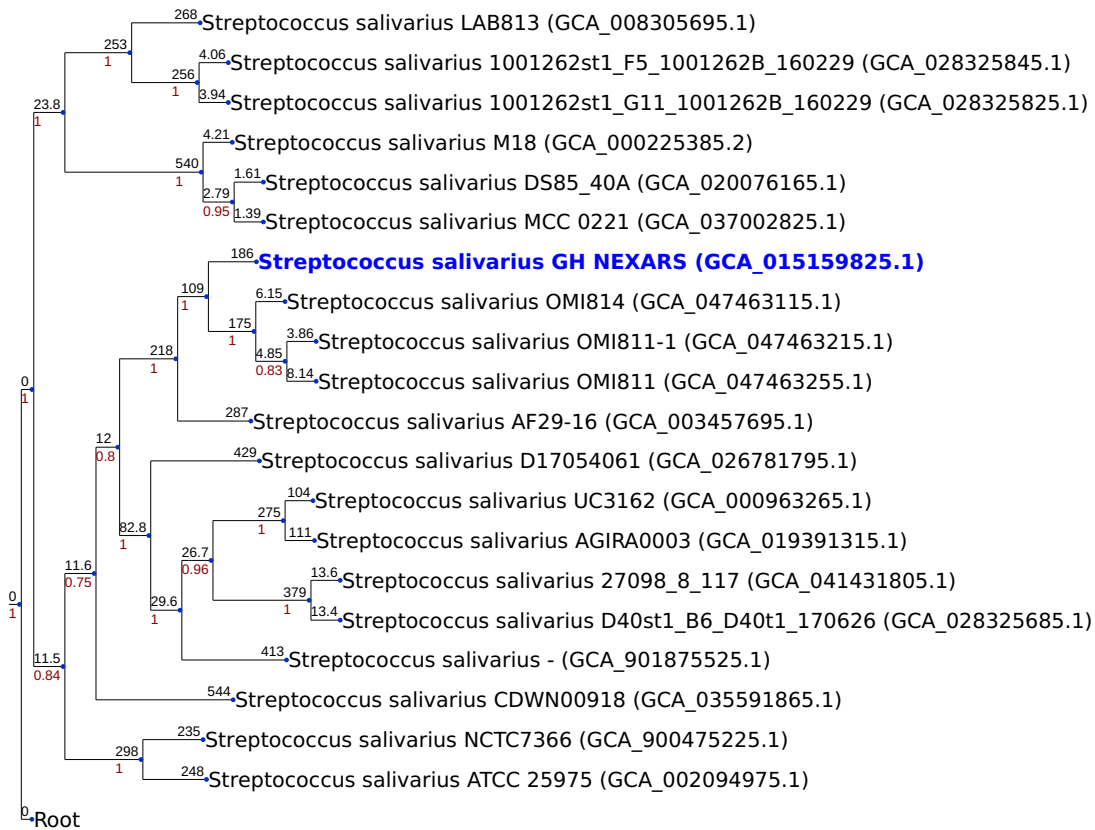 268 Streptococcus salivarius LAB813 (GCA_008305695.1)
253
1
4.06 Streptococcus salivarius 1001262st1_F5_1001262B_160229 (GCA_028325845.1)
256
1
3.94 Streptococcus salivarius 1001262st1_G11_1001262B_160229 (GCA_028325825.1)
23.8
1
4.21 Streptococcus salivarius M18 (GCA_000225385.2)
540
1
1.61 Streptococcus salivarius DS85_40A (GCA_020076165.1)
2.79
0.95
1.39 Streptococcus salivarius MCC 0221 (GCA_037002825.1)
186 Streptococcus salivarius GH NEXARS (GCA_015159825.1)
109
1
6.15 Streptococcus salivarius OMI814 (GCA_047463115.1)
175
1
3.86 Streptococcus salivarius OMI811-1 (GCA_047463215.1)
4.85
0.83
218
1
8.14 Streptococcus salivarius OMI811 (GCA_047463255.1)
0
1
287 Streptococcus salivarius AF29-16 (GCA_003457695.1)
12
0.8
429 Streptococcus salivarius D17054061 (GCA_026781795.1)
104 Streptococcus salivarius UC3162 (GCA_000963265.1)
275
1
82.8
1
111 Streptococcus salivarius AGIRA0003 (GCA_019391315.1)
26.7
0.96
11.6
0.75
13.6 Streptococcus salivarius 27098_8_117 (GCA_041431805.1)
379
1
0
1
29.6
1
13.4 Streptococcus salivarius D40st1_B6_D40t1_170626 (GCA_028325685.1)
413 Streptococcus salivarius - (GCA_901875525.1)
11.5
0.84
544 Streptococcus salivarius CDWN00918 (GCA_035591865.1)
235 Streptococcus salivarius NCTC7366 (GCA_900475225.1)
298
1
248 Streptococcus salivarius ATCC 25975 (GCA_002094975.1)
0 Root